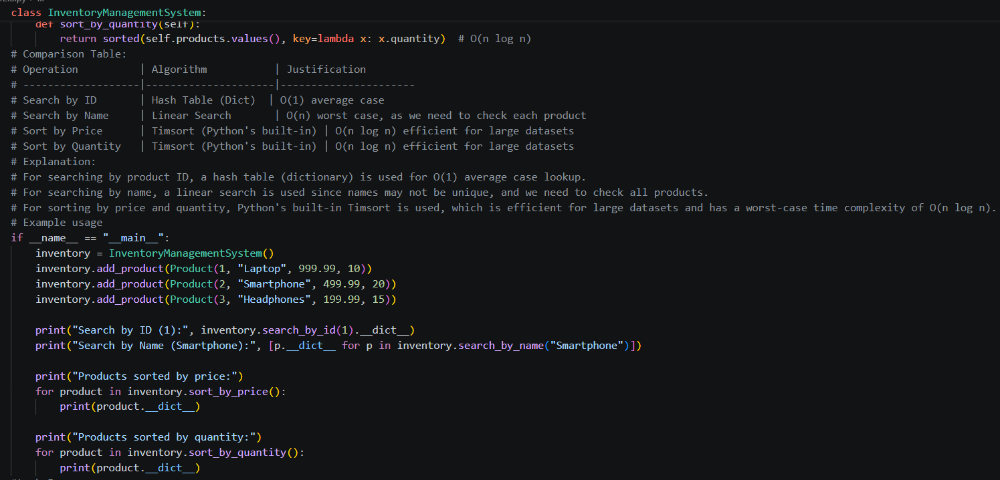 class InventoryManagementSystem:
    def sort_by_quantity(self):
        return sorted(self.products.values(), key=lambda x: x.quantity)  # O(n log n)
# Comparison Table:
# Operation          | Algorithm           | Justification
# -------------------|---------------------|----------------------
# Search by ID       | Hash Table (Dict)  | O(1) average case
# Search by Name     | Linear Search       | O(n) worst case, as we need to check each product
# Sort by Price      | Timsort (Python's built-in) | O(n log n) efficient for large datasets
# Sort by Quantity   | Timsort (Python's built-in) | O(n log n) efficient for large datasets
# Explanation:
# For searching by product ID, a hash table (dictionary) is used for O(1) average case lookup.
# For searching by name, a linear search is used since names may not be unique, and we need to check all products.
# For sorting by price and quantity, Python's built-in Timsort is used, which is efficient for large datasets and has a worst-case time complexity of O(n log n).
# Example usage
if __name__ == "__main__":
    inventory = InventoryManagementSystem()
    inventory.add_product(Product(1, "Laptop", 999.99, 10))
    inventory.add_product(Product(2, "Smartphone", 499.99, 20))
    inventory.add_product(Product(3, "Headphones", 199.99, 15))

    print("Search by ID (1):", inventory.search_by_id(1).__dict__)
    print("Search by Name (Smartphone):", [p.__dict__ for p in inventory.search_by_name("Smartphone")])

    print("Products sorted by price:")
    for product in inventory.sort_by_price():
        print(product.__dict__)

    print("Products sorted by quantity:")
    for product in inventory.sort_by_quantity():
        print(product.__dict__)